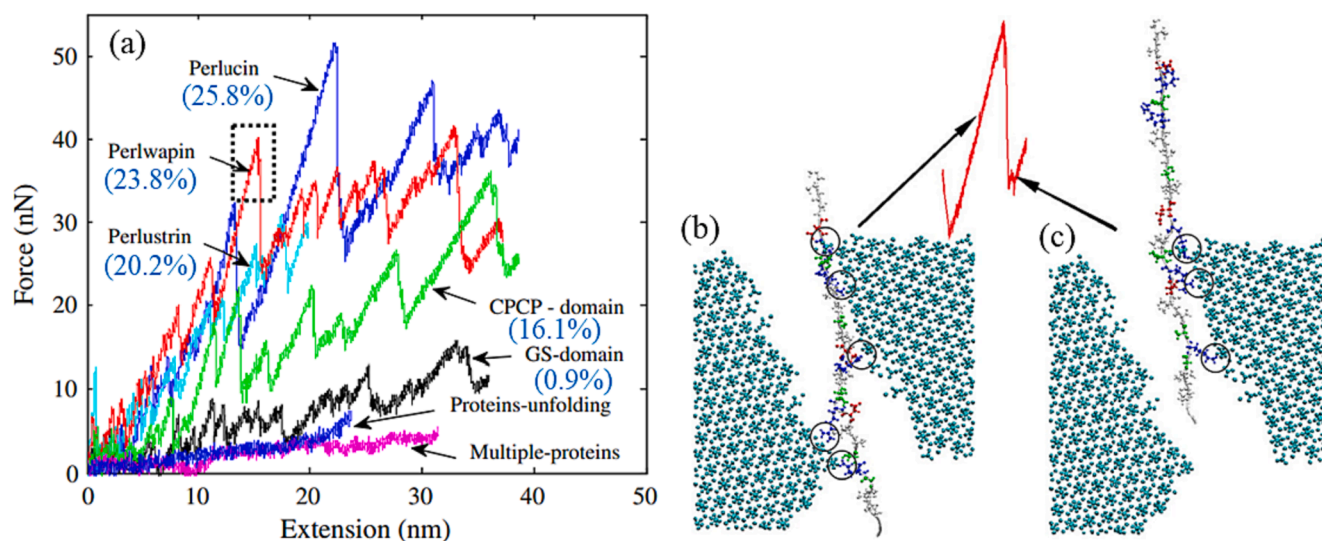 (a)
50
40
30
20
10
0
Force (nN)
Perlucin
(25.8%)
Perlwapin
(23.8%)
Perlustrin
(20.2%)
CPCP - domain
(16.1%)
GS-domain
(0.9%)
Proteins-unfolding
Multiple-proteins
0 10 20 30 40 50
Extension (nm)
(b)
(c)